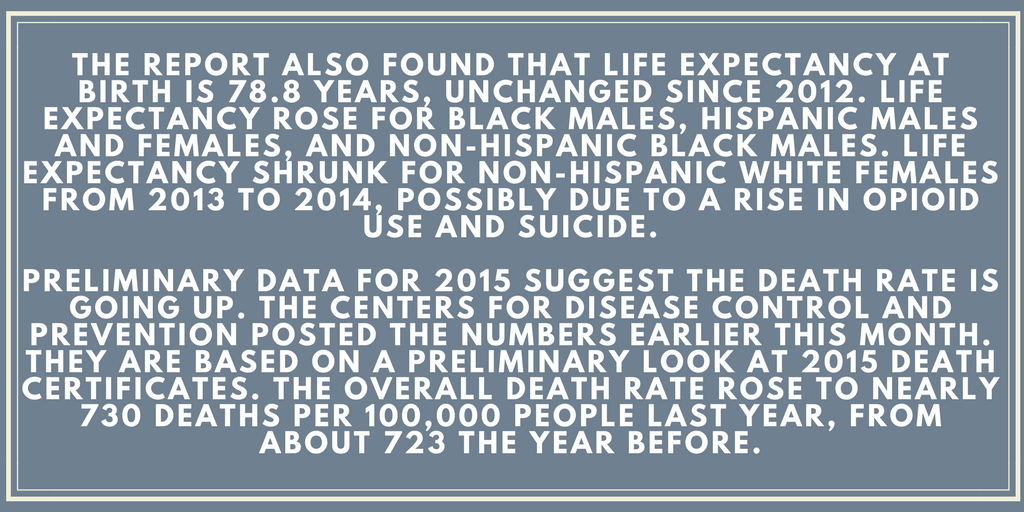 THE REPORT ALSO FOUND THAT LIFE EXPECTANCY AT
BIRTH IS 78.8 YEARS, UNCHANGED SINCE 2012. LIFE
EXPECTANCY ROSE FOR BLACK MALES, HISPANIC MALES
AND FEMALES, AND NON-HISPANIC BLACK MALES. LIFE
EXPECTANCY SHRUNK FOR NON-HISPANIC WHITE FEMALES
FROM 2013 TO 2014, POSSIBLY DUE TO A RISE IN OPIOID
USE AND SUICIDE.
PRELIMINARY DATA FOR 2015 SUGGEST THE DEATH RATE IS
GOING UP. THE CENTERS FOR DISEASE CONTROL AND
PREVENTION POSTED THE NUMBERS EARLIER THIS MONTH.
THEY ARE BASED ON A PRELIMINARY LOOK AT 2015 DEATH
CERTIFICATES. THE OVERALL DEATH RATE ROSE TO NEARLY
730 DEATHS PER 100,000 PEOPLE LAST YEAR, FROM
ABOUT 723 THE YEAR BEFORE.